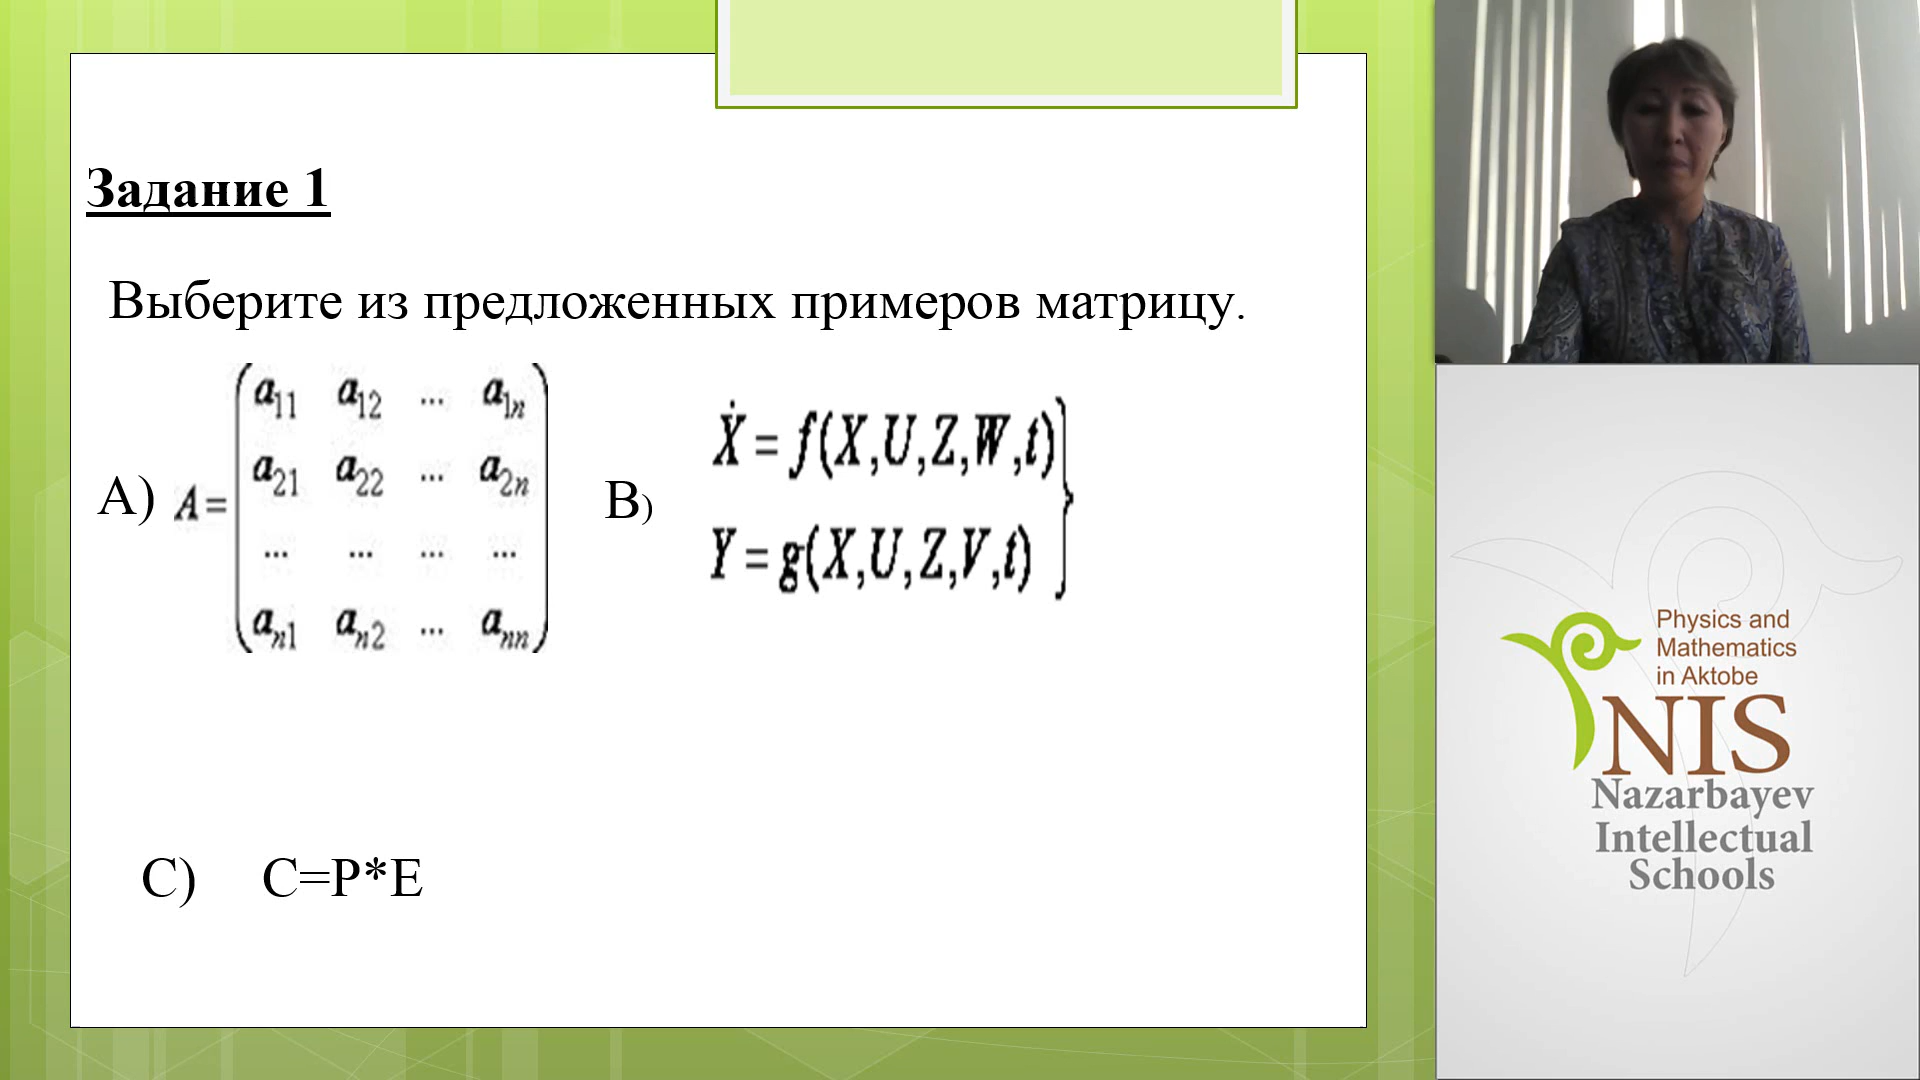 Задание 1
Выберите из предложенных примеров матрицу.
А) A= ( a₁₁ a₁₂ ... a₁ₙ
a₂₁ a₂₂ ... a₂ₙ
... ... ... ...
aₙ₁ aₙ₂ ... aₙₙ )
В) Ẋ = f(X,U,Z,W,t)
Y = g(X,U,Z,V,t) }
С) C=P*E
Physics and
Mathematics
in Aktobe
NIS
Nazarbayev
Intellectual
Schools